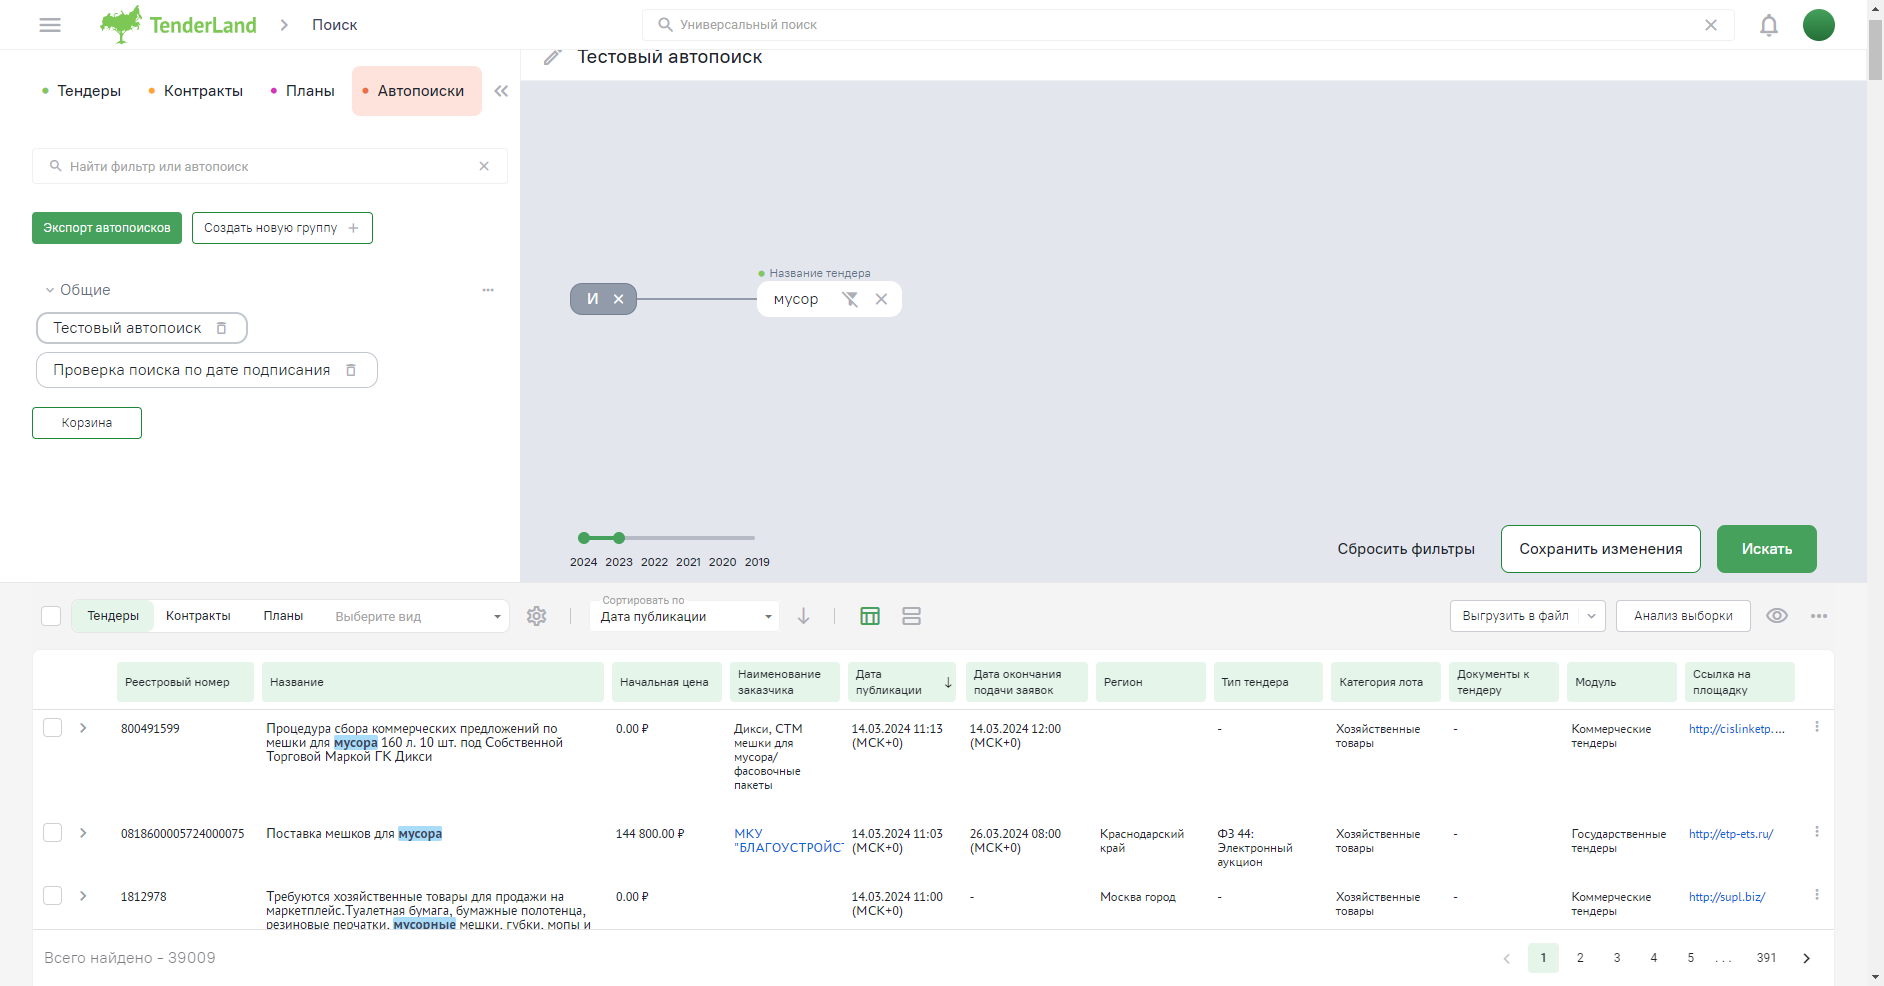 TenderLand
Поиск
Универсальный поиск
Тендеры
Контракты
Планы
Автопоиски
Тестовый автопоиск
Найти фильтр или автопоиск
Экспорт автопоисков
Создать новую группу
Общие
Тестовый автопоиск
Проверка поиска по дате подписания
Корзина
Название тендера
И
мусор
2024 2023 2022 2021 2020 2019
Сбросить фильтры
Сохранить изменения
Искать
Тендеры
Контракты
Планы
Выберите вид
Сортировать по
Дата публикации
Выгрузить в файл
Анализ выборки
Реестровый номер
Название
Начальная цена
Наименование
заказчика
Дата
публикации
Дата окончания
подачи заявок
Регион
Тип тендера
Категория лота
Документы к
тендеру
Модуль
Ссылка на
площадку
800491599
Процедура сбора коммерческих предложений по
мешки для мусора 160 л. 10 шт. под Собственной
Торговой Маркой ГК Дикси
0.00 ₽
Дикси, СТМ
мешки для
мусора/
фасовочные
пакеты
14.03.2024 11:13
(МСК+0)
14.03.2024 12:00
(МСК+0)
-
Хозяйственные
товары
-
Коммерческие
тендеры
http://cislinketp. ...
0818600005724000075
Поставка мешков для мусора
144 800.00 ₽
МКУ
"БЛАГОУСТРОЙСТ
14.03.2024 11:03
(МСК+0)
26.03.2024 08:00
(МСК+0)
Краснодарский
край
ФЗ 44:
Электронный
аукцион
Хозяйственные
товары
-
Государственные
тендеры
http://etp-ets.ru/
1812978
Требуются хозяйственные товары для продажи на
маркетплейс.Туалетная бумага, бумажные полотенца,
резиновые перчатки, мусорные мешки, губки, мопы и
0.00 ₽
14.03.2024 11:00
(МСК+0)
-
Москва город
-
Хозяйственные
товары
-
Коммерческие
тендеры
http://supl.biz/
Всего найдено - 39009
1 2 3 4 5 ... 391